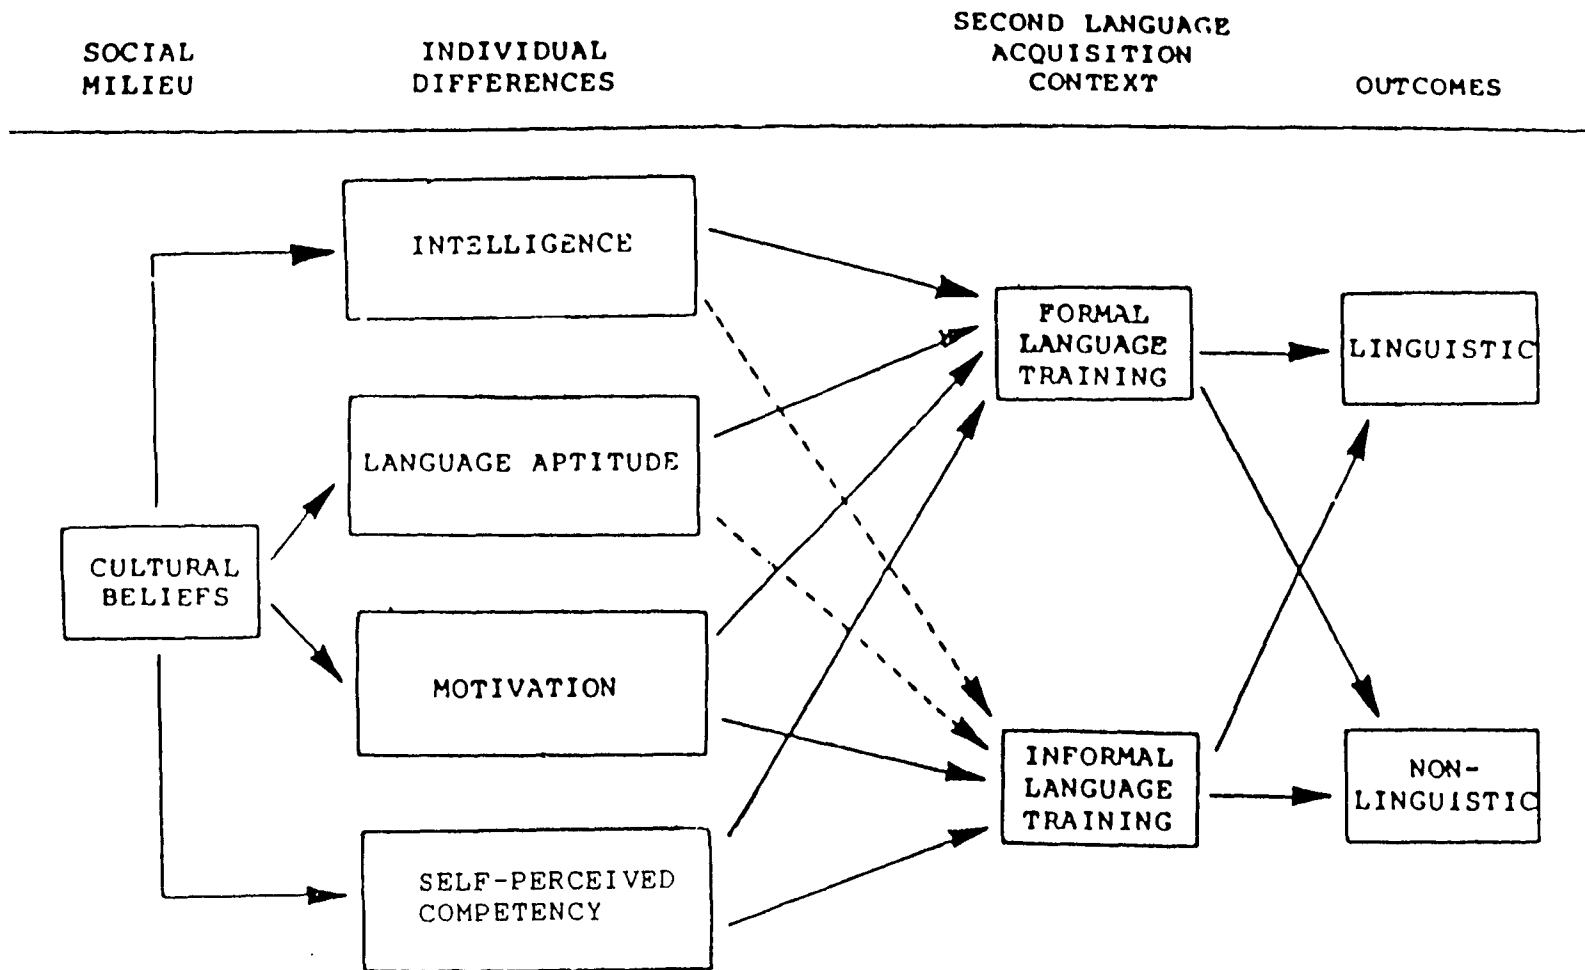 SOCIAL
MILIEU
INDIVIDUAL
DIFFERENCES
SECOND LANGUAGE
ACQUISITION
CONTEXT
OUTCOMES
INTELLIGENCE
LANGUAGE APTITUDE
CULTURAL
BELIEFS
MOTIVATION
SELF-PERCEIVED
COMPETENCY
FORMAL
LANGUAGE
TRAINING
INFORMAL
LANGUAGE
TRAINING
LINGUISTIC
NON-
LINGUISTIC